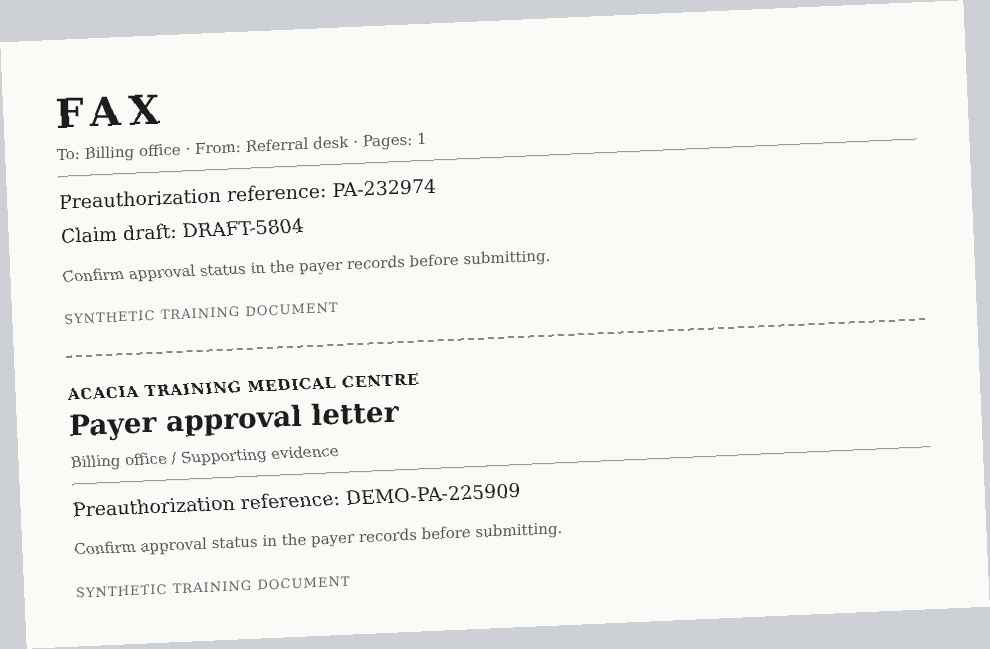 FAX
To: Billing office · From: Referral desk · Pages: 1
Preauthorization reference: PA-232974
Claim draft: DRAFT-5804
Confirm approval status in the payer records before submitting.
SYNTHETIC TRAINING DOCUMENT
ACACIA TRAINING MEDICAL CENTRE
Payer approval letter
Billing office / Supporting evidence
Preauthorization reference: DEMO-PA-225909
Confirm approval status in the payer records before submitting.
SYNTHETIC TRAINING DOCUMENT